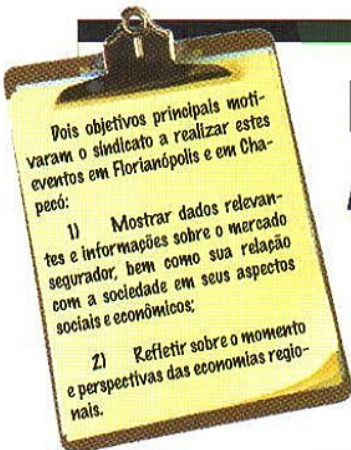 Dois objetivos principais moti-
varam o sindicato a realizar estes
eventos em Florianópolis e em Cha-
pecó:
1) Mostrar dados relevan-
tes e informações sobre o mercado
segurador, bem como sua relação
com a sociedade em seus aspectos
sociais e econômicos;
2) Refletir sobre o momento
e perspectivas das economias regio-
nais.